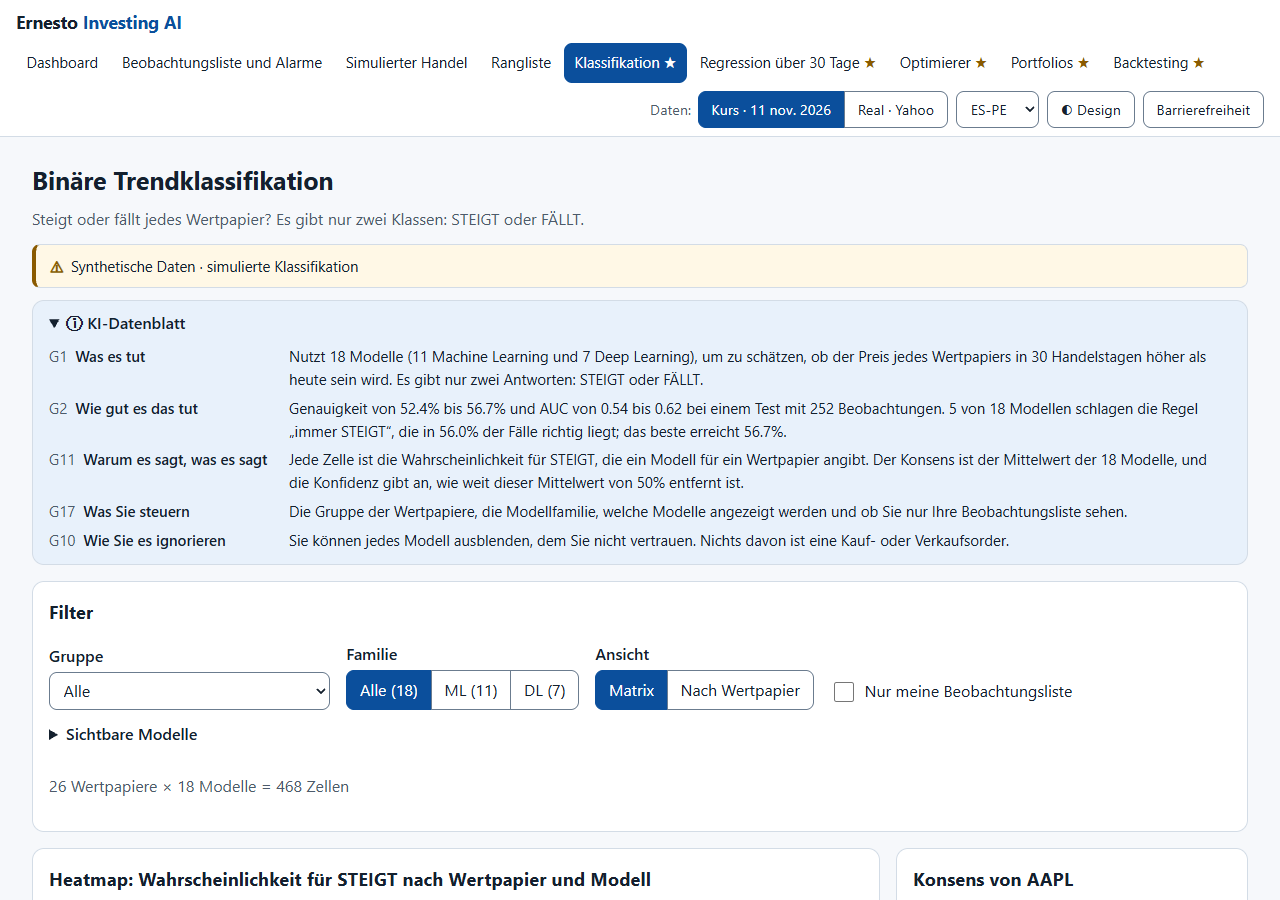 Ernesto Investing AI
Dashboard Beobachtungsliste und Alarme Simulierter Handel Rangliste Klassifikation ★ Regression über 30 Tage ★ Optimierer ★ Portfolios ★ Backtesting ★
Daten: Kurs · 11 nov. 2026 Real · Yahoo ES-PE ◐ Design Barrierefreiheit
Binäre Trendklassifikation
Steigt oder fällt jedes Wertpapier? Es gibt nur zwei Klassen: STEIGT oder FÄLLT.
⚠ Synthetische Daten · simulierte Klassifikation
▼ ⓘ KI-Datenblatt
G1 Was es tut Nutzt 18 Modelle (11 Machine Learning und 7 Deep Learning), um zu schätzen, ob der Preis jedes Wertpapiers in 30 Handelstagen höher als
heute sein wird. Es gibt nur zwei Antworten: STEIGT oder FÄLLT.
G2 Wie gut es das tut Genauigkeit von 52.4% bis 56.7% und AUC von 0.54 bis 0.62 bei einem Test mit 252 Beobachtungen. 5 von 18 Modellen schlagen die Regel
„immer STEIGT“, die in 56.0% der Fälle richtig liegt; das beste erreicht 56.7%.
G11 Warum es sagt, was es sagt Jede Zelle ist die Wahrscheinlichkeit für STEIGT, die ein Modell für ein Wertpapier angibt. Der Konsens ist der Mittelwert der 18 Modelle, und
die Konfidenz gibt an, wie weit dieser Mittelwert von 50% entfernt ist.
G17 Was Sie steuern Die Gruppe der Wertpapiere, die Modellfamilie, welche Modelle angezeigt werden und ob Sie nur Ihre Beobachtungsliste sehen.
G10 Wie Sie es ignorieren Sie können jedes Modell ausblenden, dem Sie nicht vertrauen. Nichts davon ist eine Kauf- oder Verkaufsorder.
Filter
Gruppe Familie Ansicht
Alle Alle (18) ML (11) DL (7) Matrix Nach Wertpapier Nur meine Beobachtungsliste
▶ Sichtbare Modelle
26 Wertpapiere × 18 Modelle = 468 Zellen
Heatmap: Wahrscheinlichkeit für STEIGT nach Wertpapier und Modell Konsens von AAPL